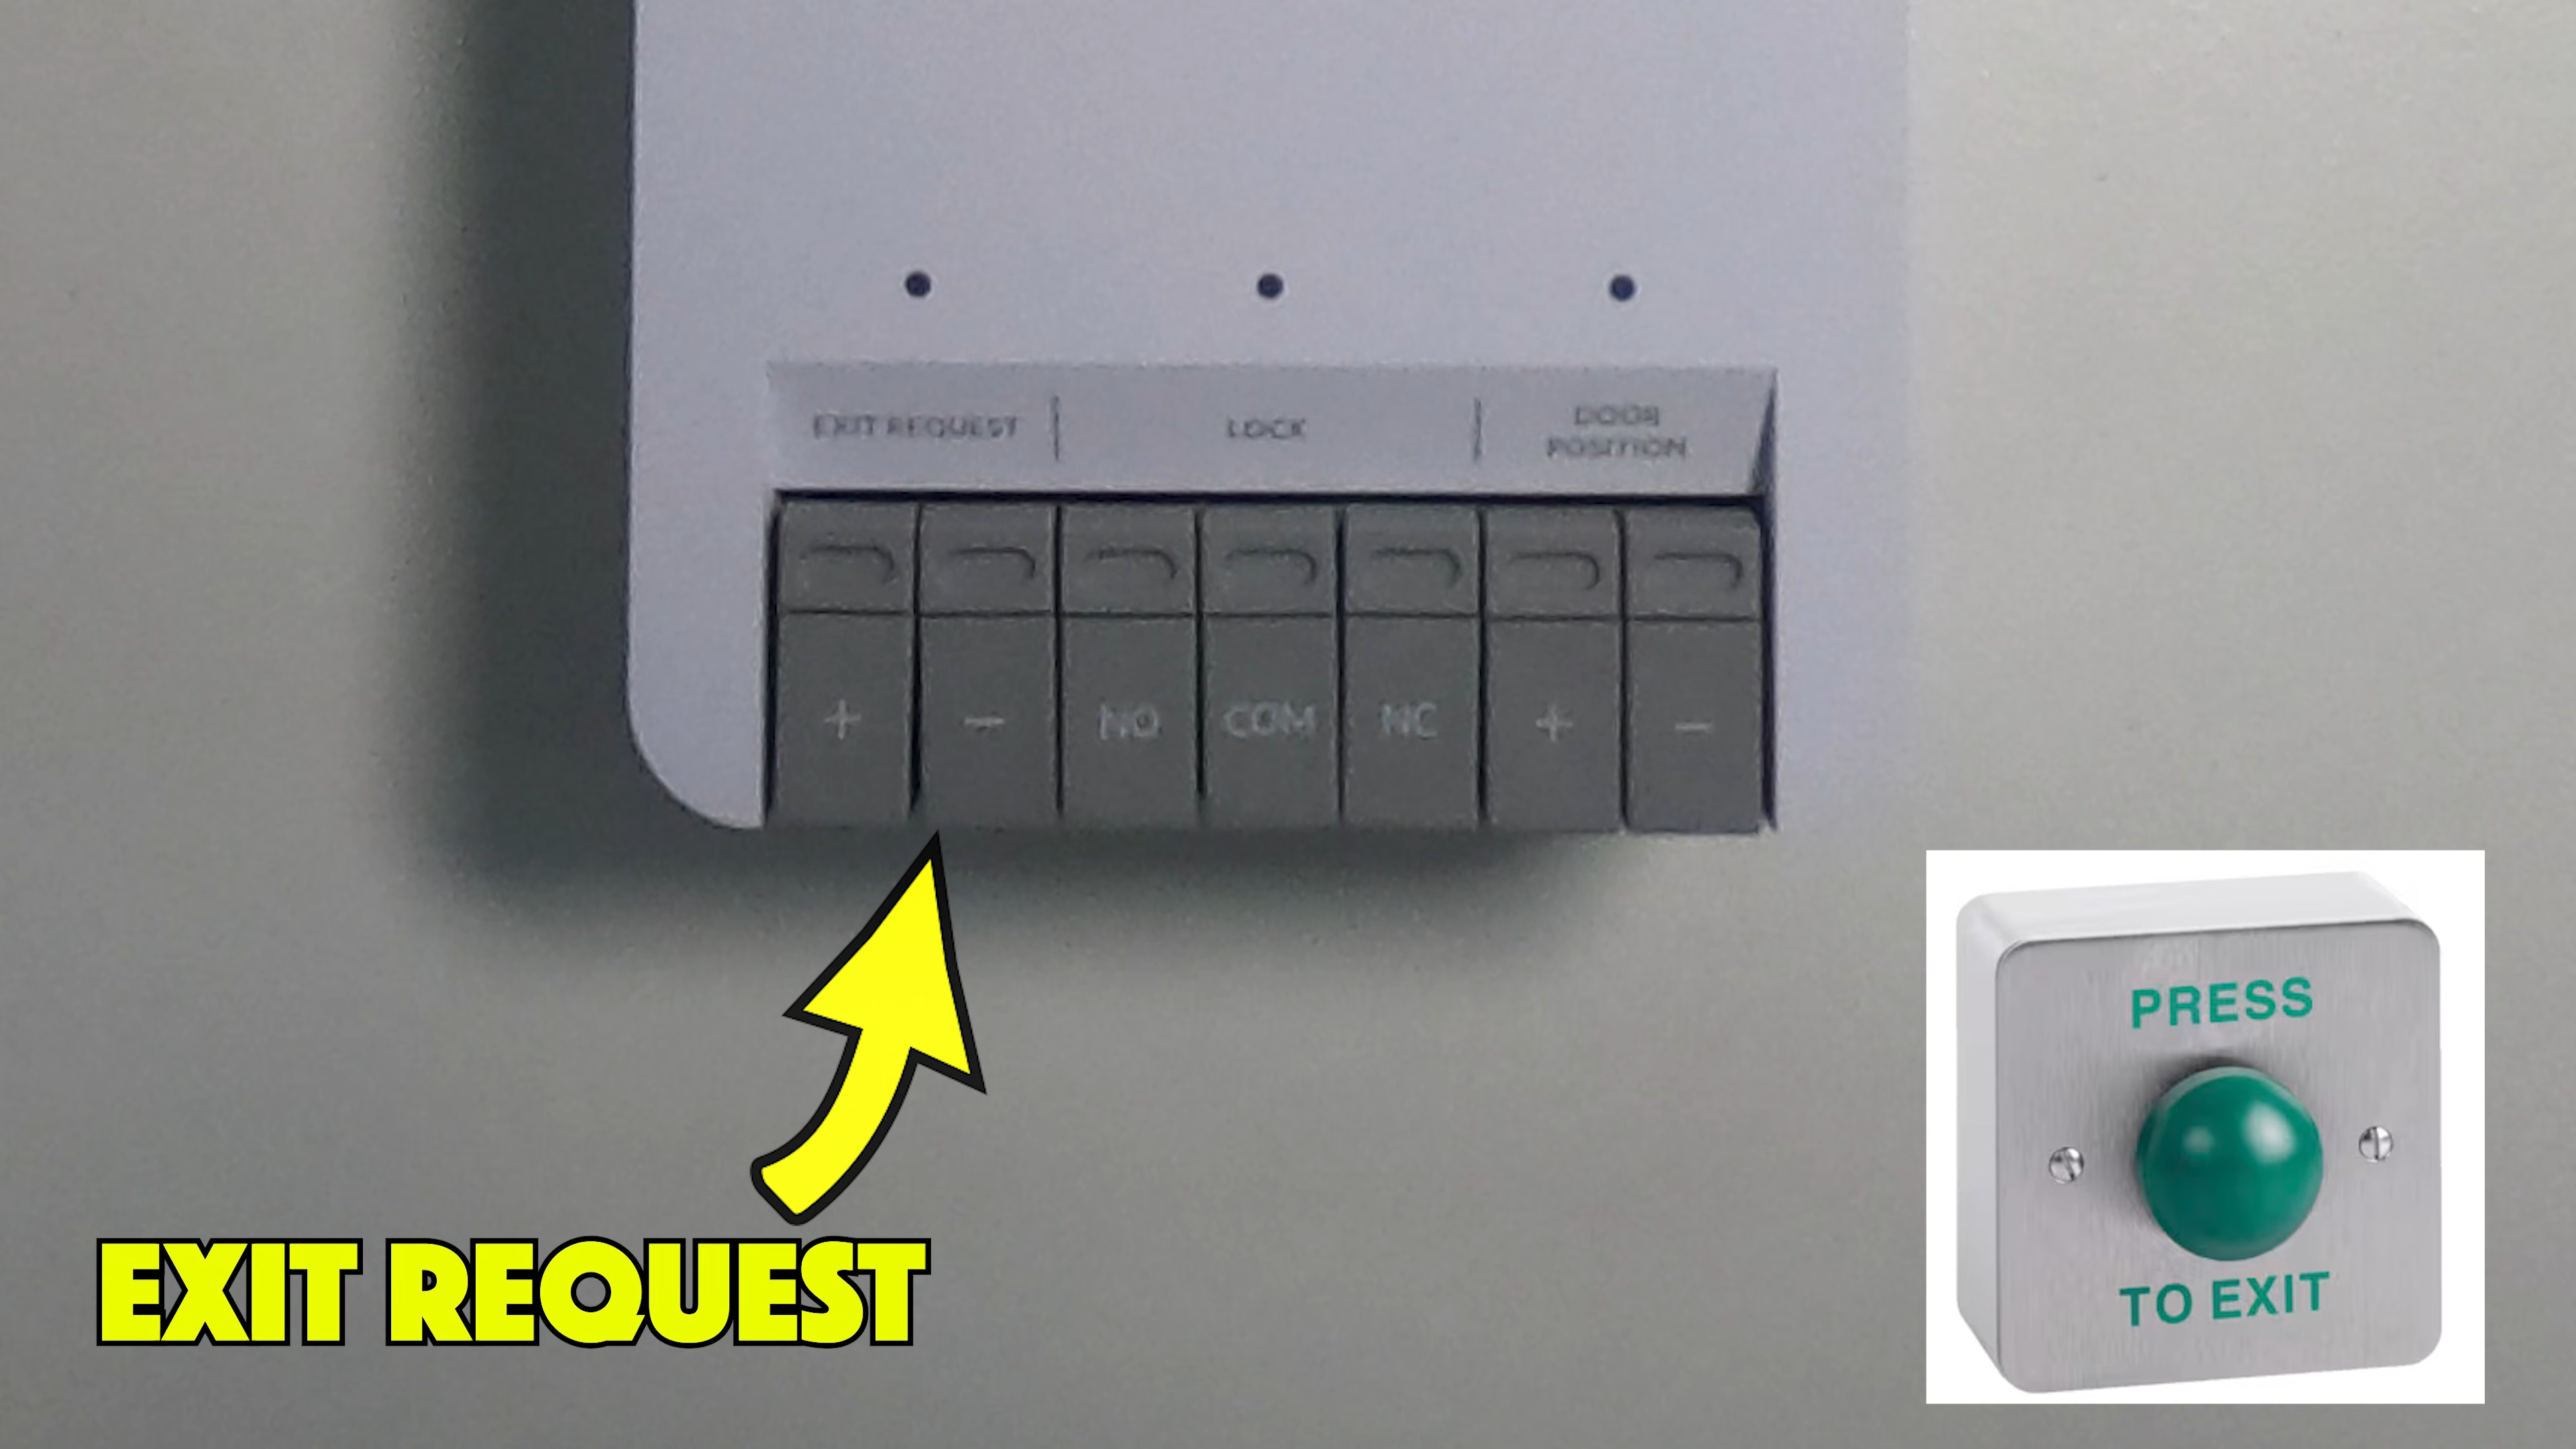 EXIT REQUEST
LOCK
DOOR
POSITION
+ − NO COM NC + −
EXIT REQUEST
PRESS
TO EXIT